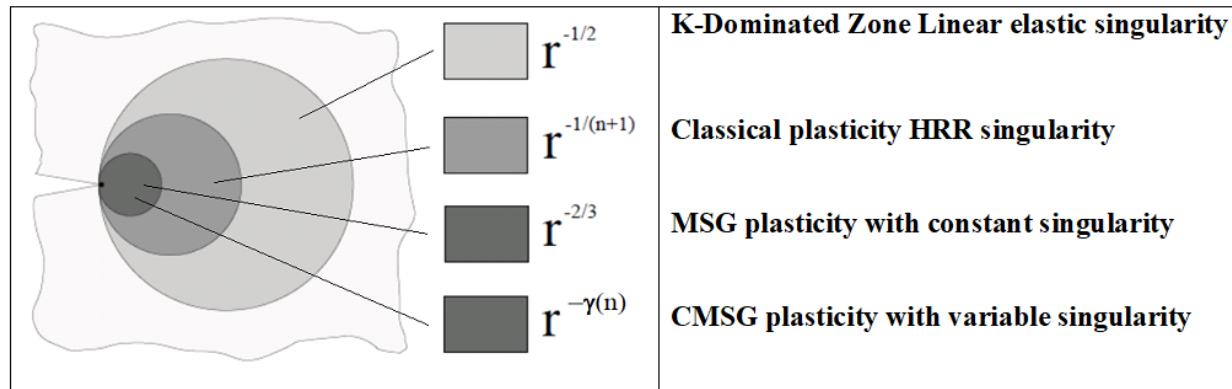 r^-1/2
K-Dominated Zone Linear elastic singularity
r^-1/(n+1)
Classical plasticity HRR singularity
r^-2/3
MSG plasticity with constant singularity
r^−γ(n)
CMSG plasticity with variable singularity